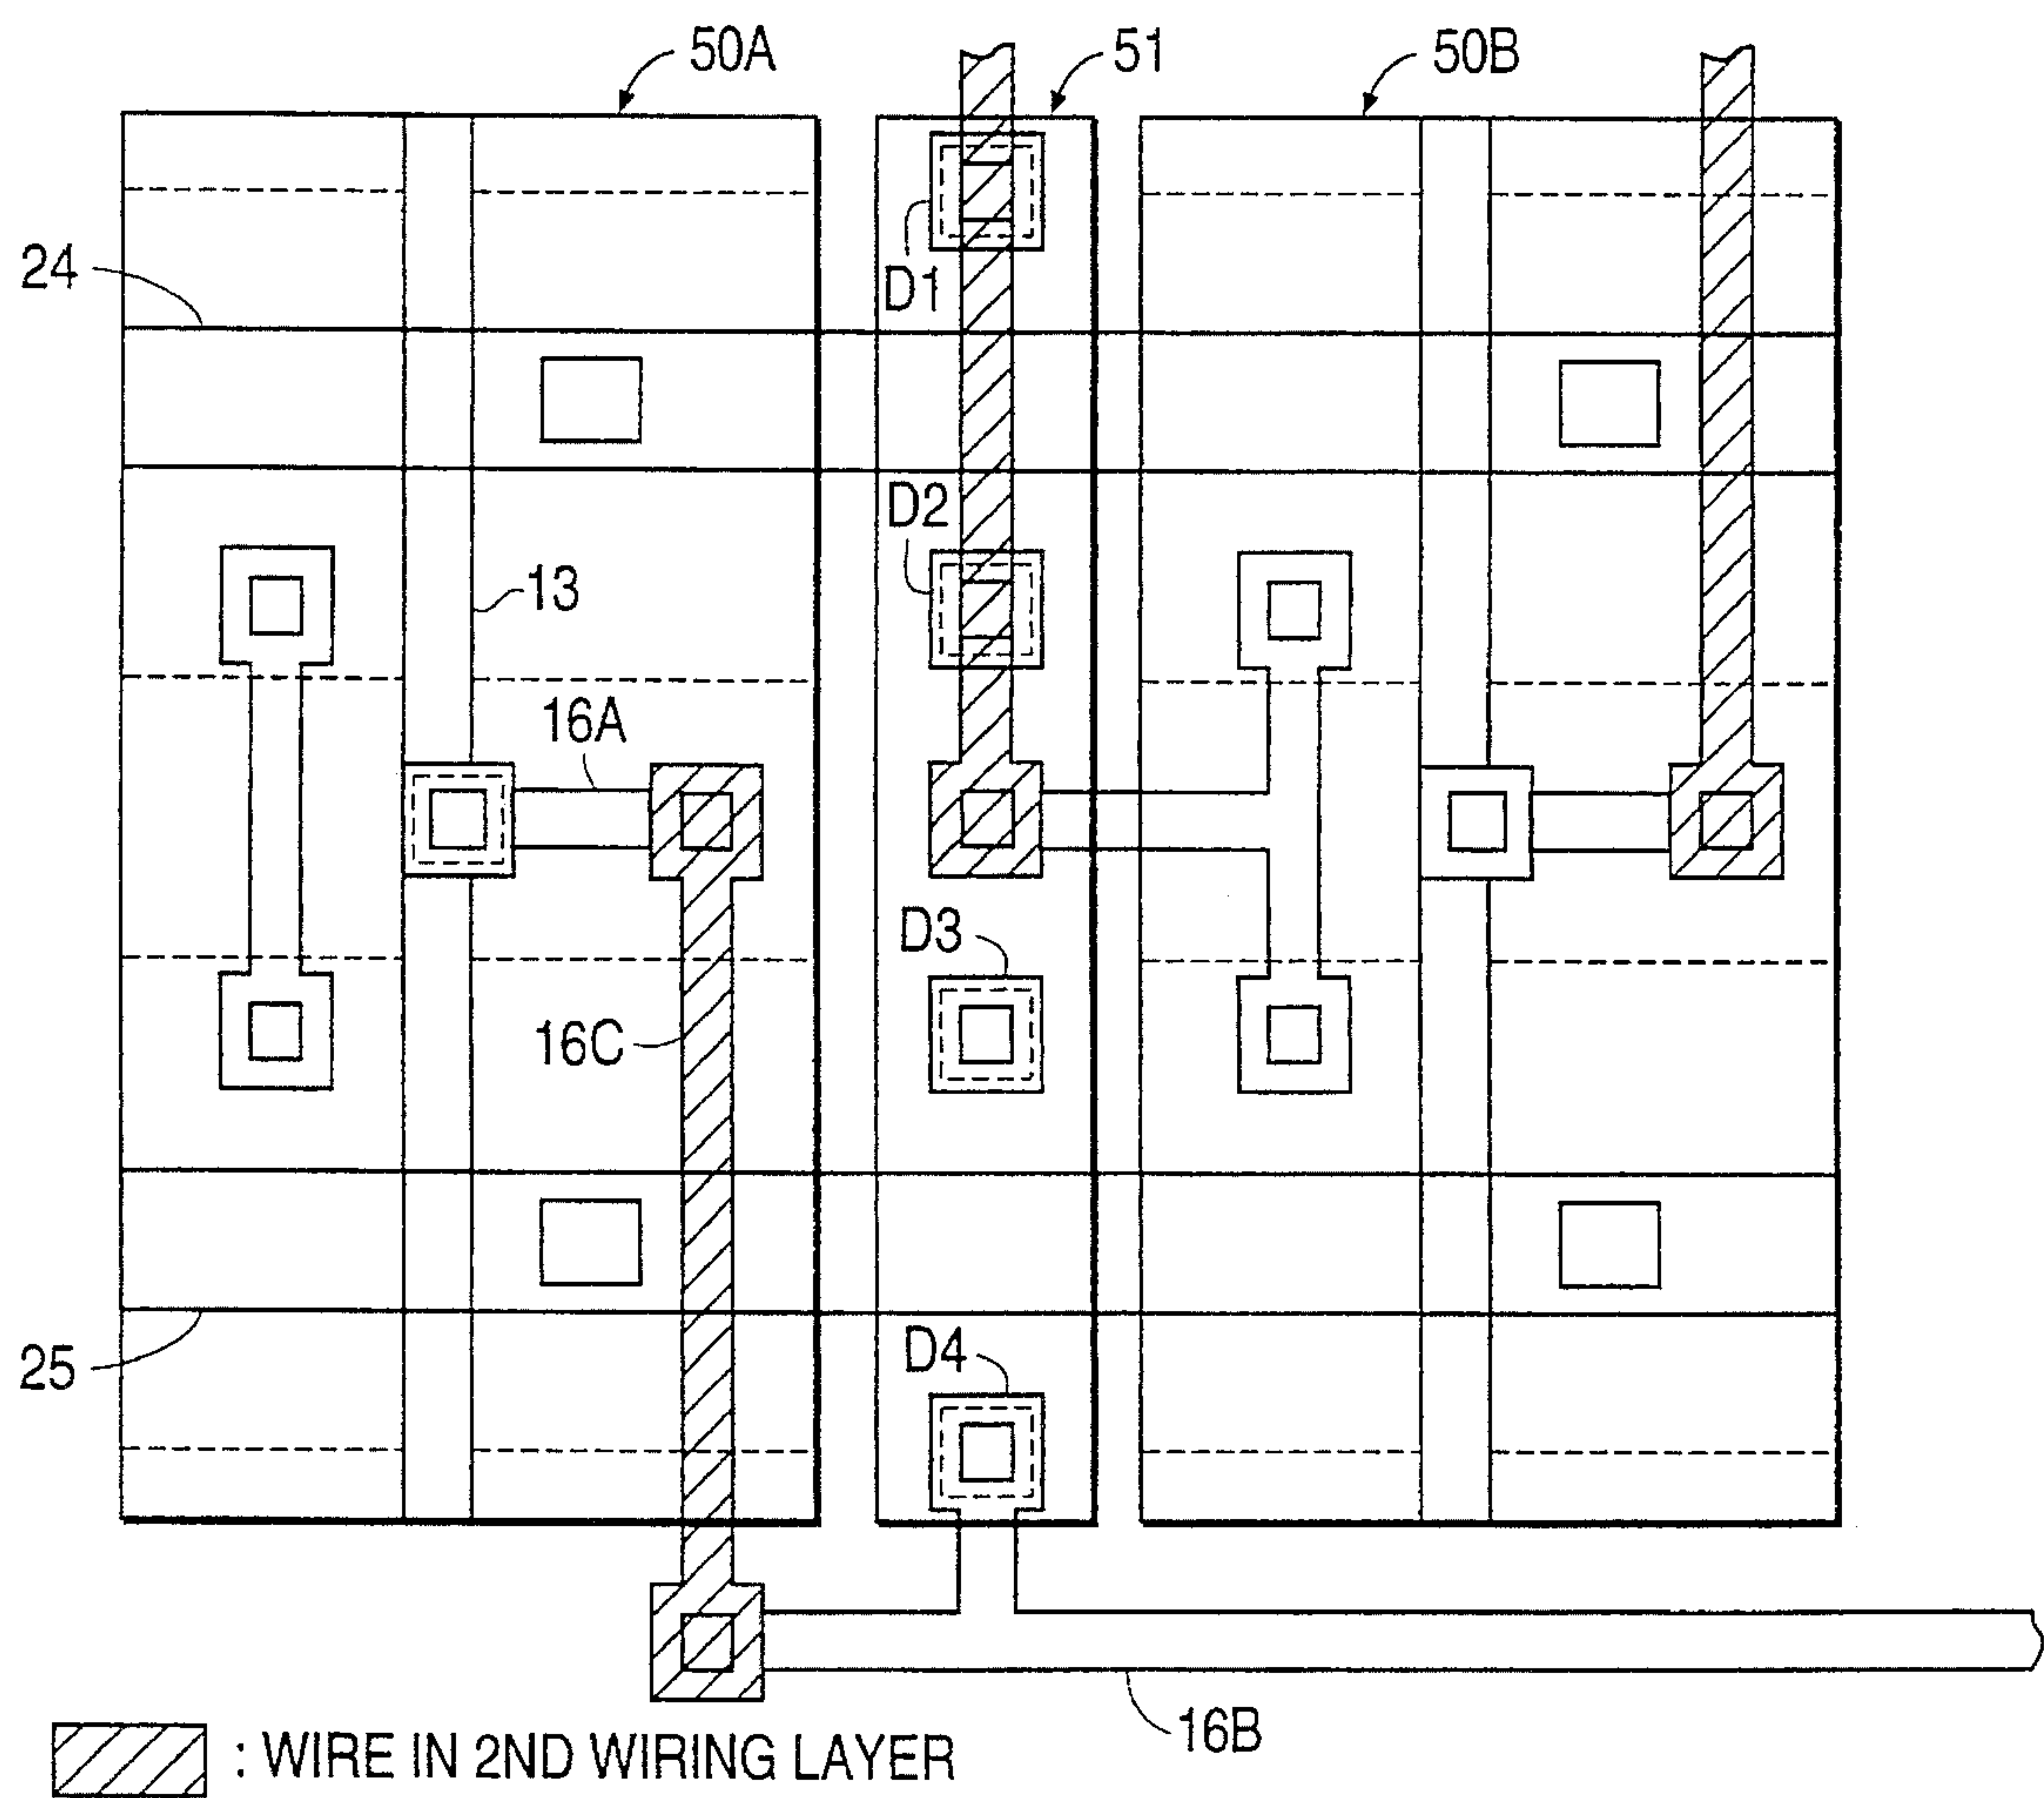 50A
51
50B
D1
24
D2
13
16A
D3
16C
D4
25
16B
: WIRE IN 2ND WIRING LAYER